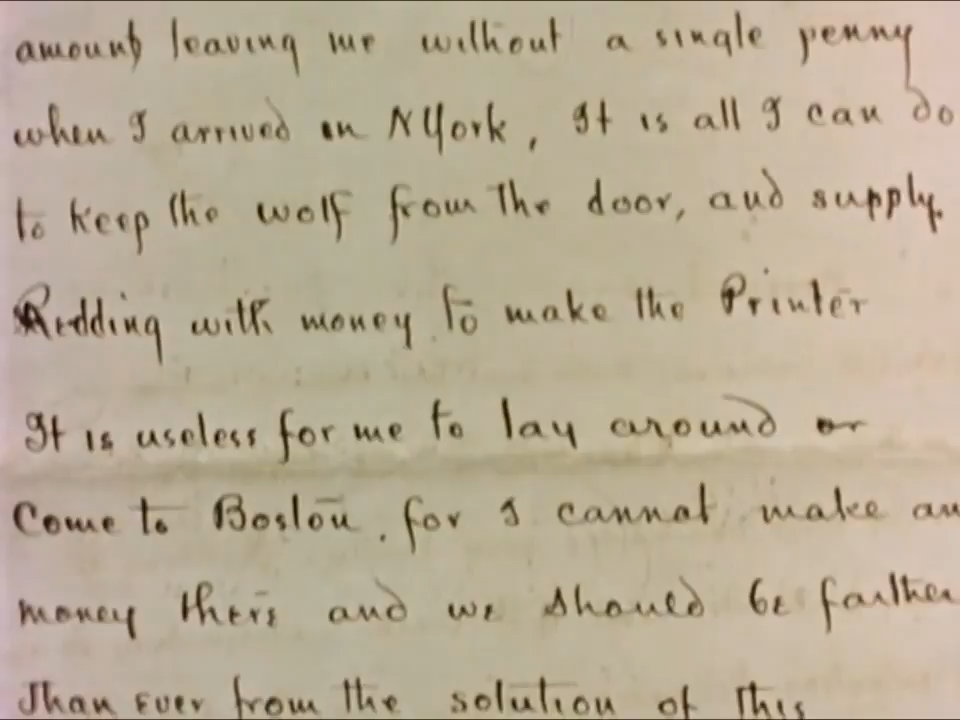 amount leaving me without a single penny
when I arrived in NYork, It is all I can do
to keep the wolf from the door, and supply
Redding with money to make the Printer
It is useless for me to lay around or
Come to Boston, for I cannot make an
money there and we should be farther
Than Ever from the solution of this